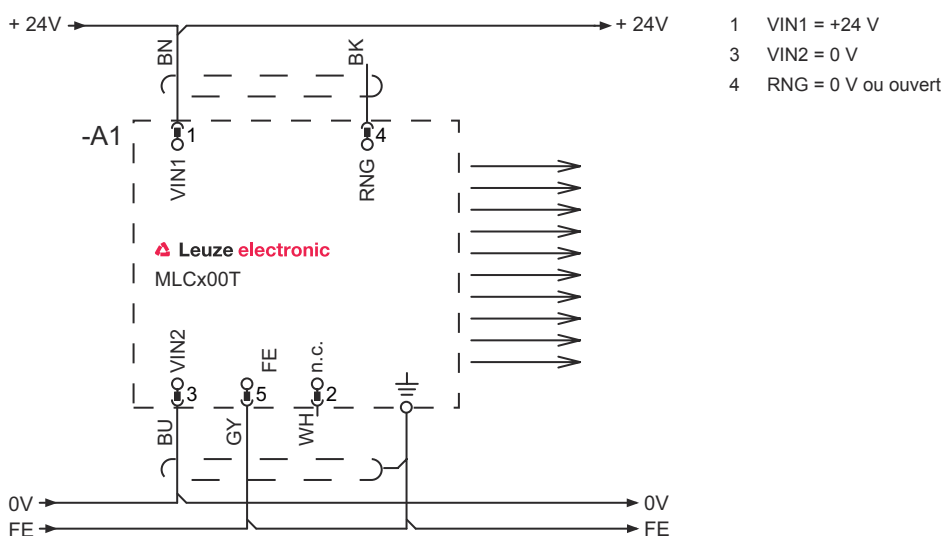 + 24V
+ 24V
BN
BK
-A1
1
4
VIN1
RNG
Leuze electronic
MLCx00T
VIN2
FE
n.c.
3
5
2
BU
GY
WH
0V
0V
FE
FE
1 VIN1 = +24 V
3 VIN2 = 0 V
4 RNG = 0 V ou ouvert